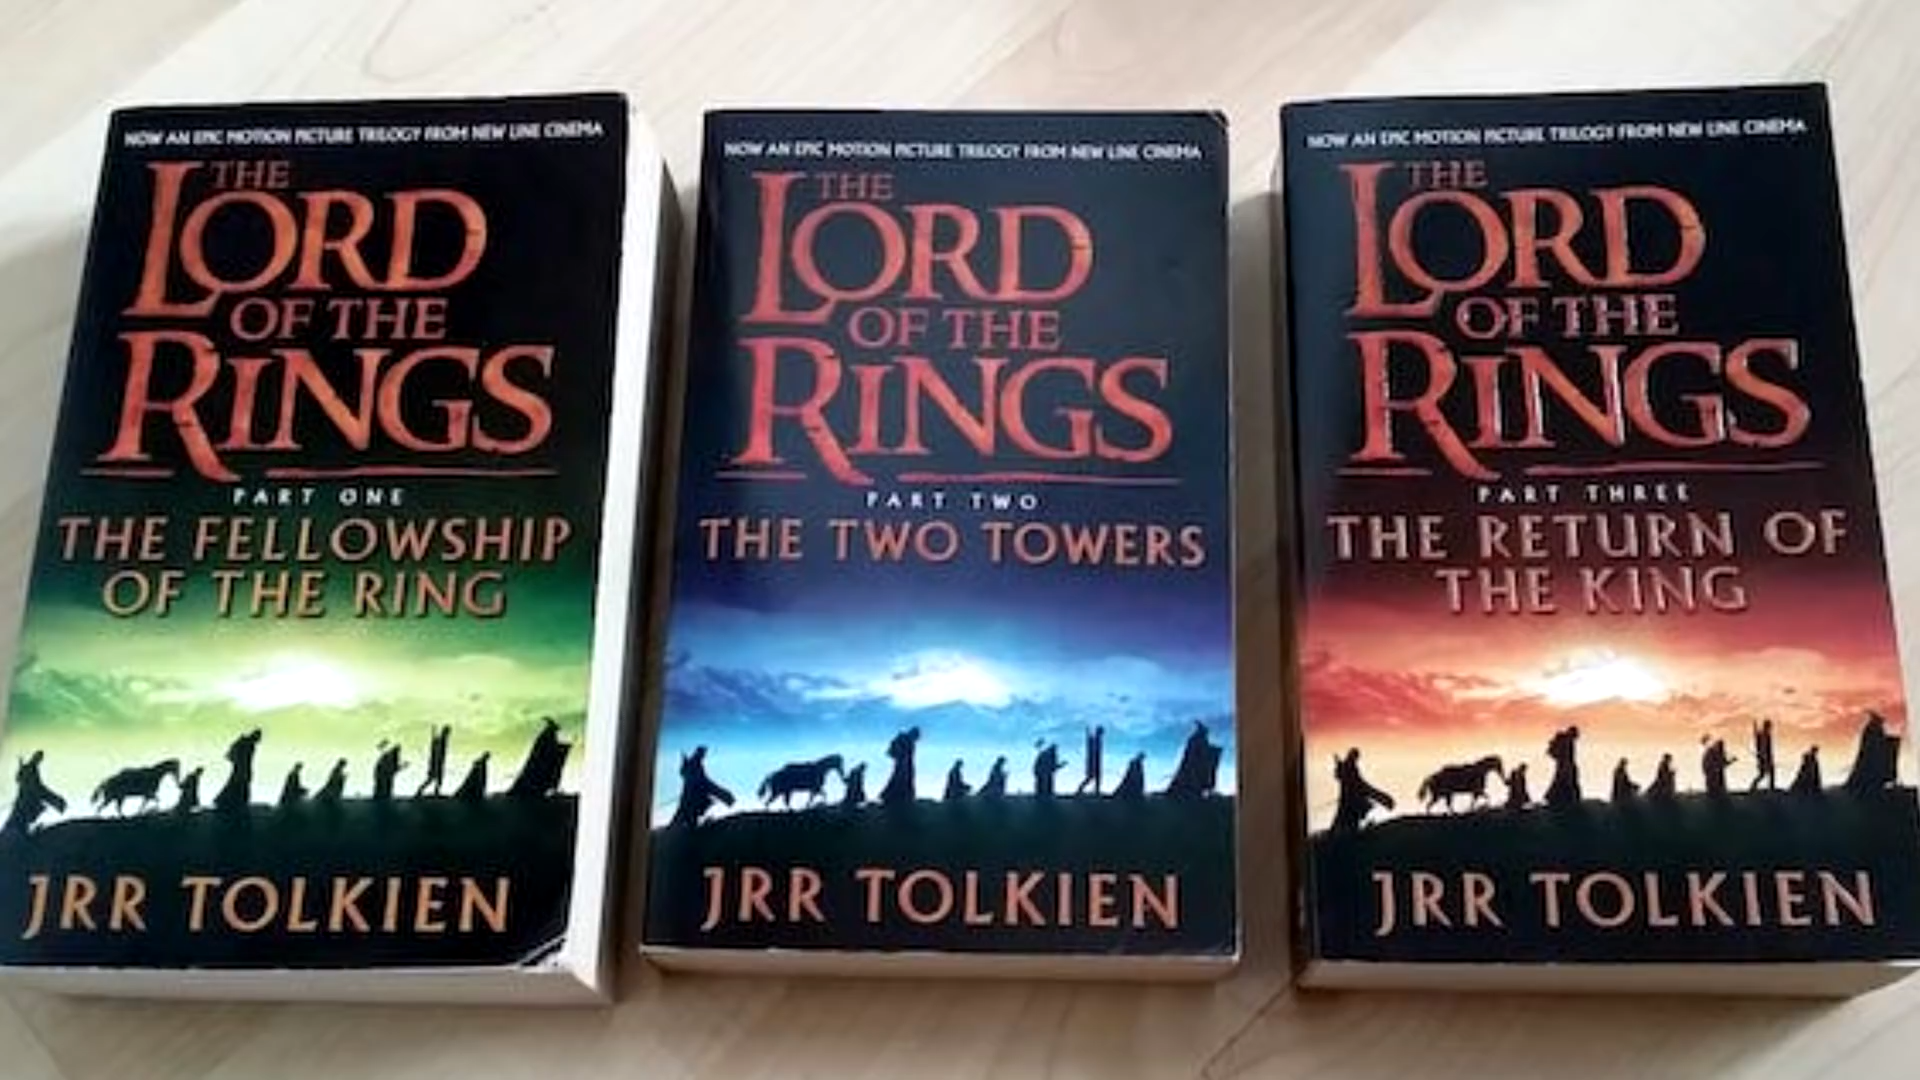 NOW AN EPIC MOTION PICTURE TRILOGY FROM NEW LINE CINEMA
THE
LORD
OF THE
RINGS
PART ONE
THE FELLOWSHIP
OF THE RING
JRR TOLKIEN
NOW AN EPIC MOTION PICTURE TRILOGY FROM NEW LINE CINEMA
THE
LORD
OF THE
RINGS
PART TWO
THE TWO TOWERS
JRR TOLKIEN
NOW AN EPIC MOTION PICTURE TRILOGY FROM NEW LINE CINEMA
THE
LORD
OF THE
RINGS
PART THREE
THE RETURN OF
THE KING
JRR TOLKIEN